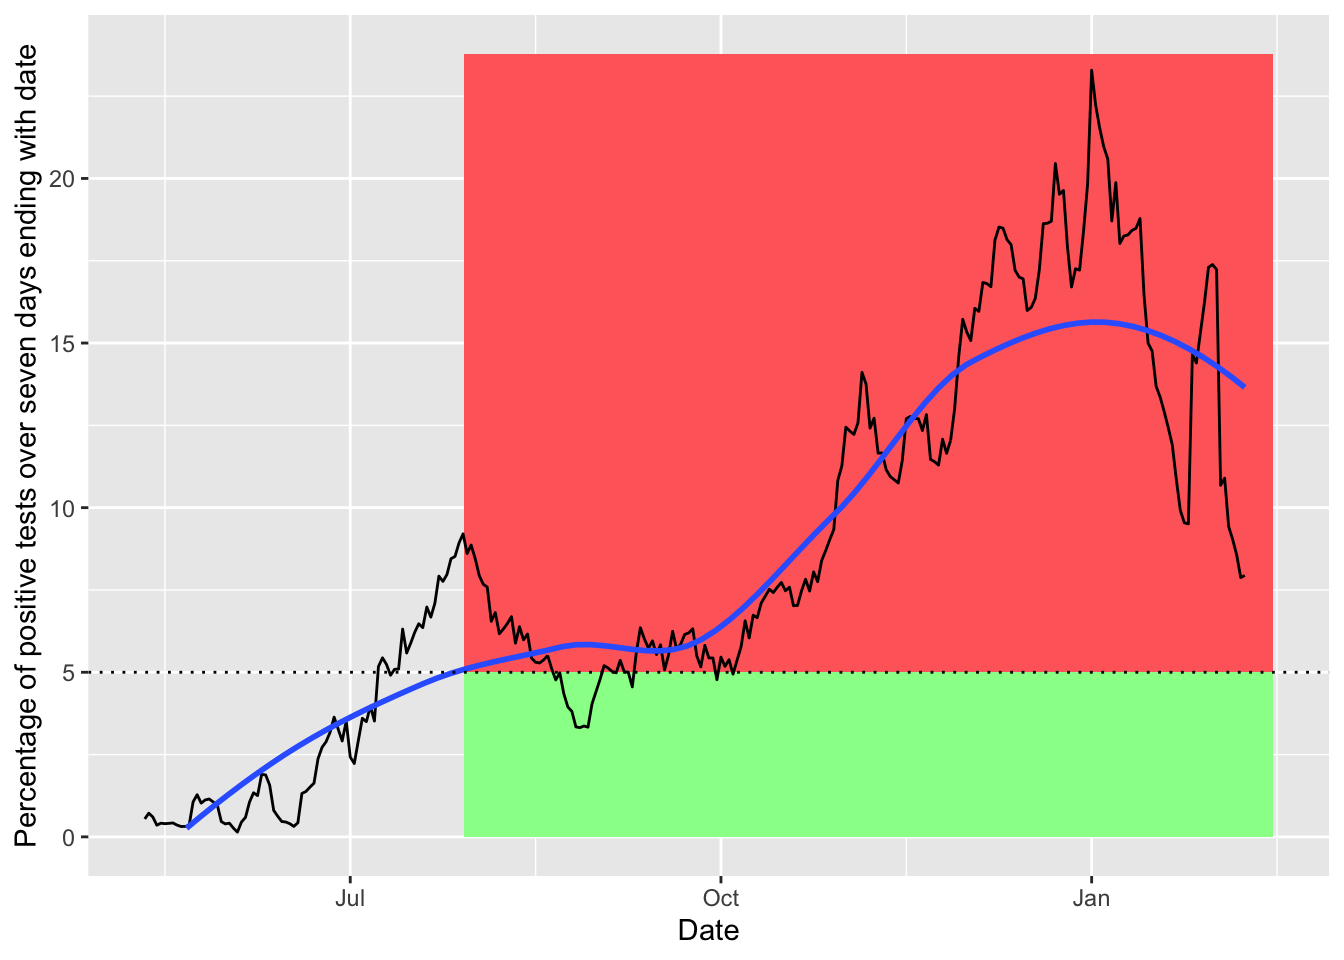 Percentage of positive tests over seven days ending with date
20
15
10
5
0
Jul
Oct
Jan
Date